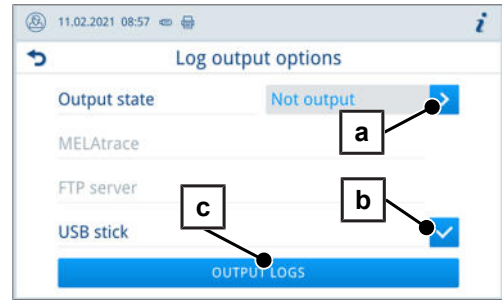 11.02.2021 08:57
i
Log output options
Output state Not output
a
MELAtrace
FTP server
c
b
USB stick
OUTPUT LOGS